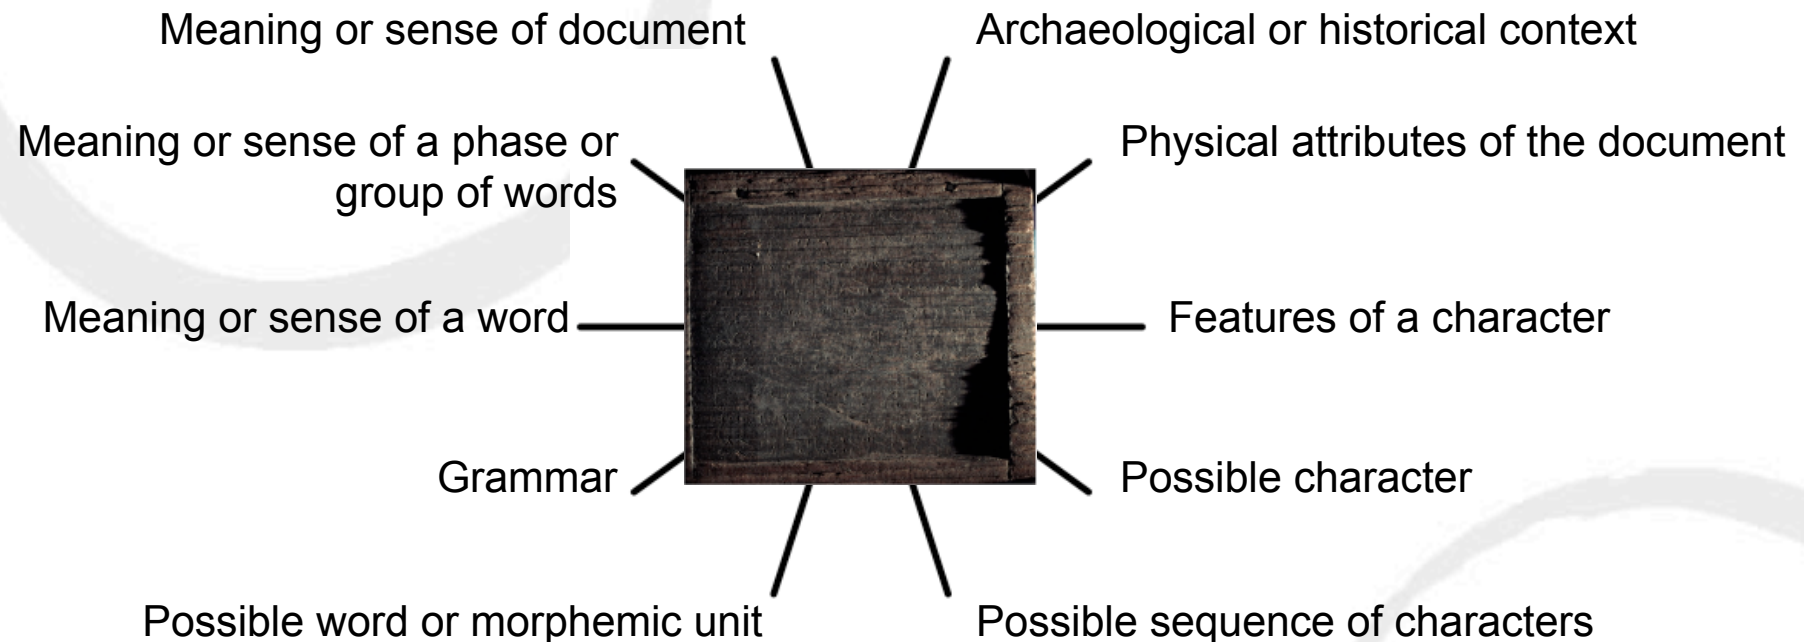 Meaning or sense of document
Archaeological or historical context
Meaning or sense of a phase or
group of words
Physical attributes of the document
Meaning or sense of a word
Features of a character
Grammar
Possible character
Possible word or morphemic unit
Possible sequence of characters